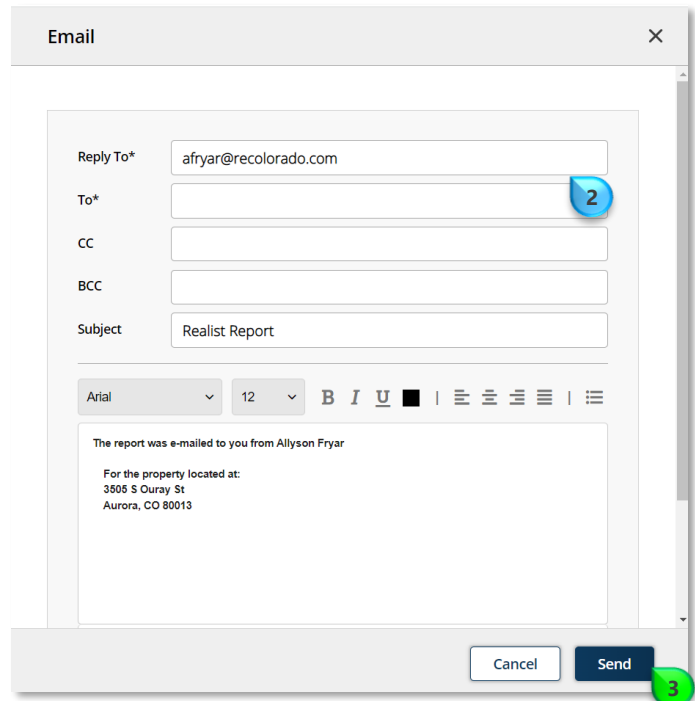 Email
Reply To* afryar@recolorado.com
To*
2
CC
BCC
Subject Realist Report
Arial 12 B I U
The report was e-mailed to you from Allyson Fryar
For the property located at:
3505 S Ouray St
Aurora, CO 80013
Cancel Send
3